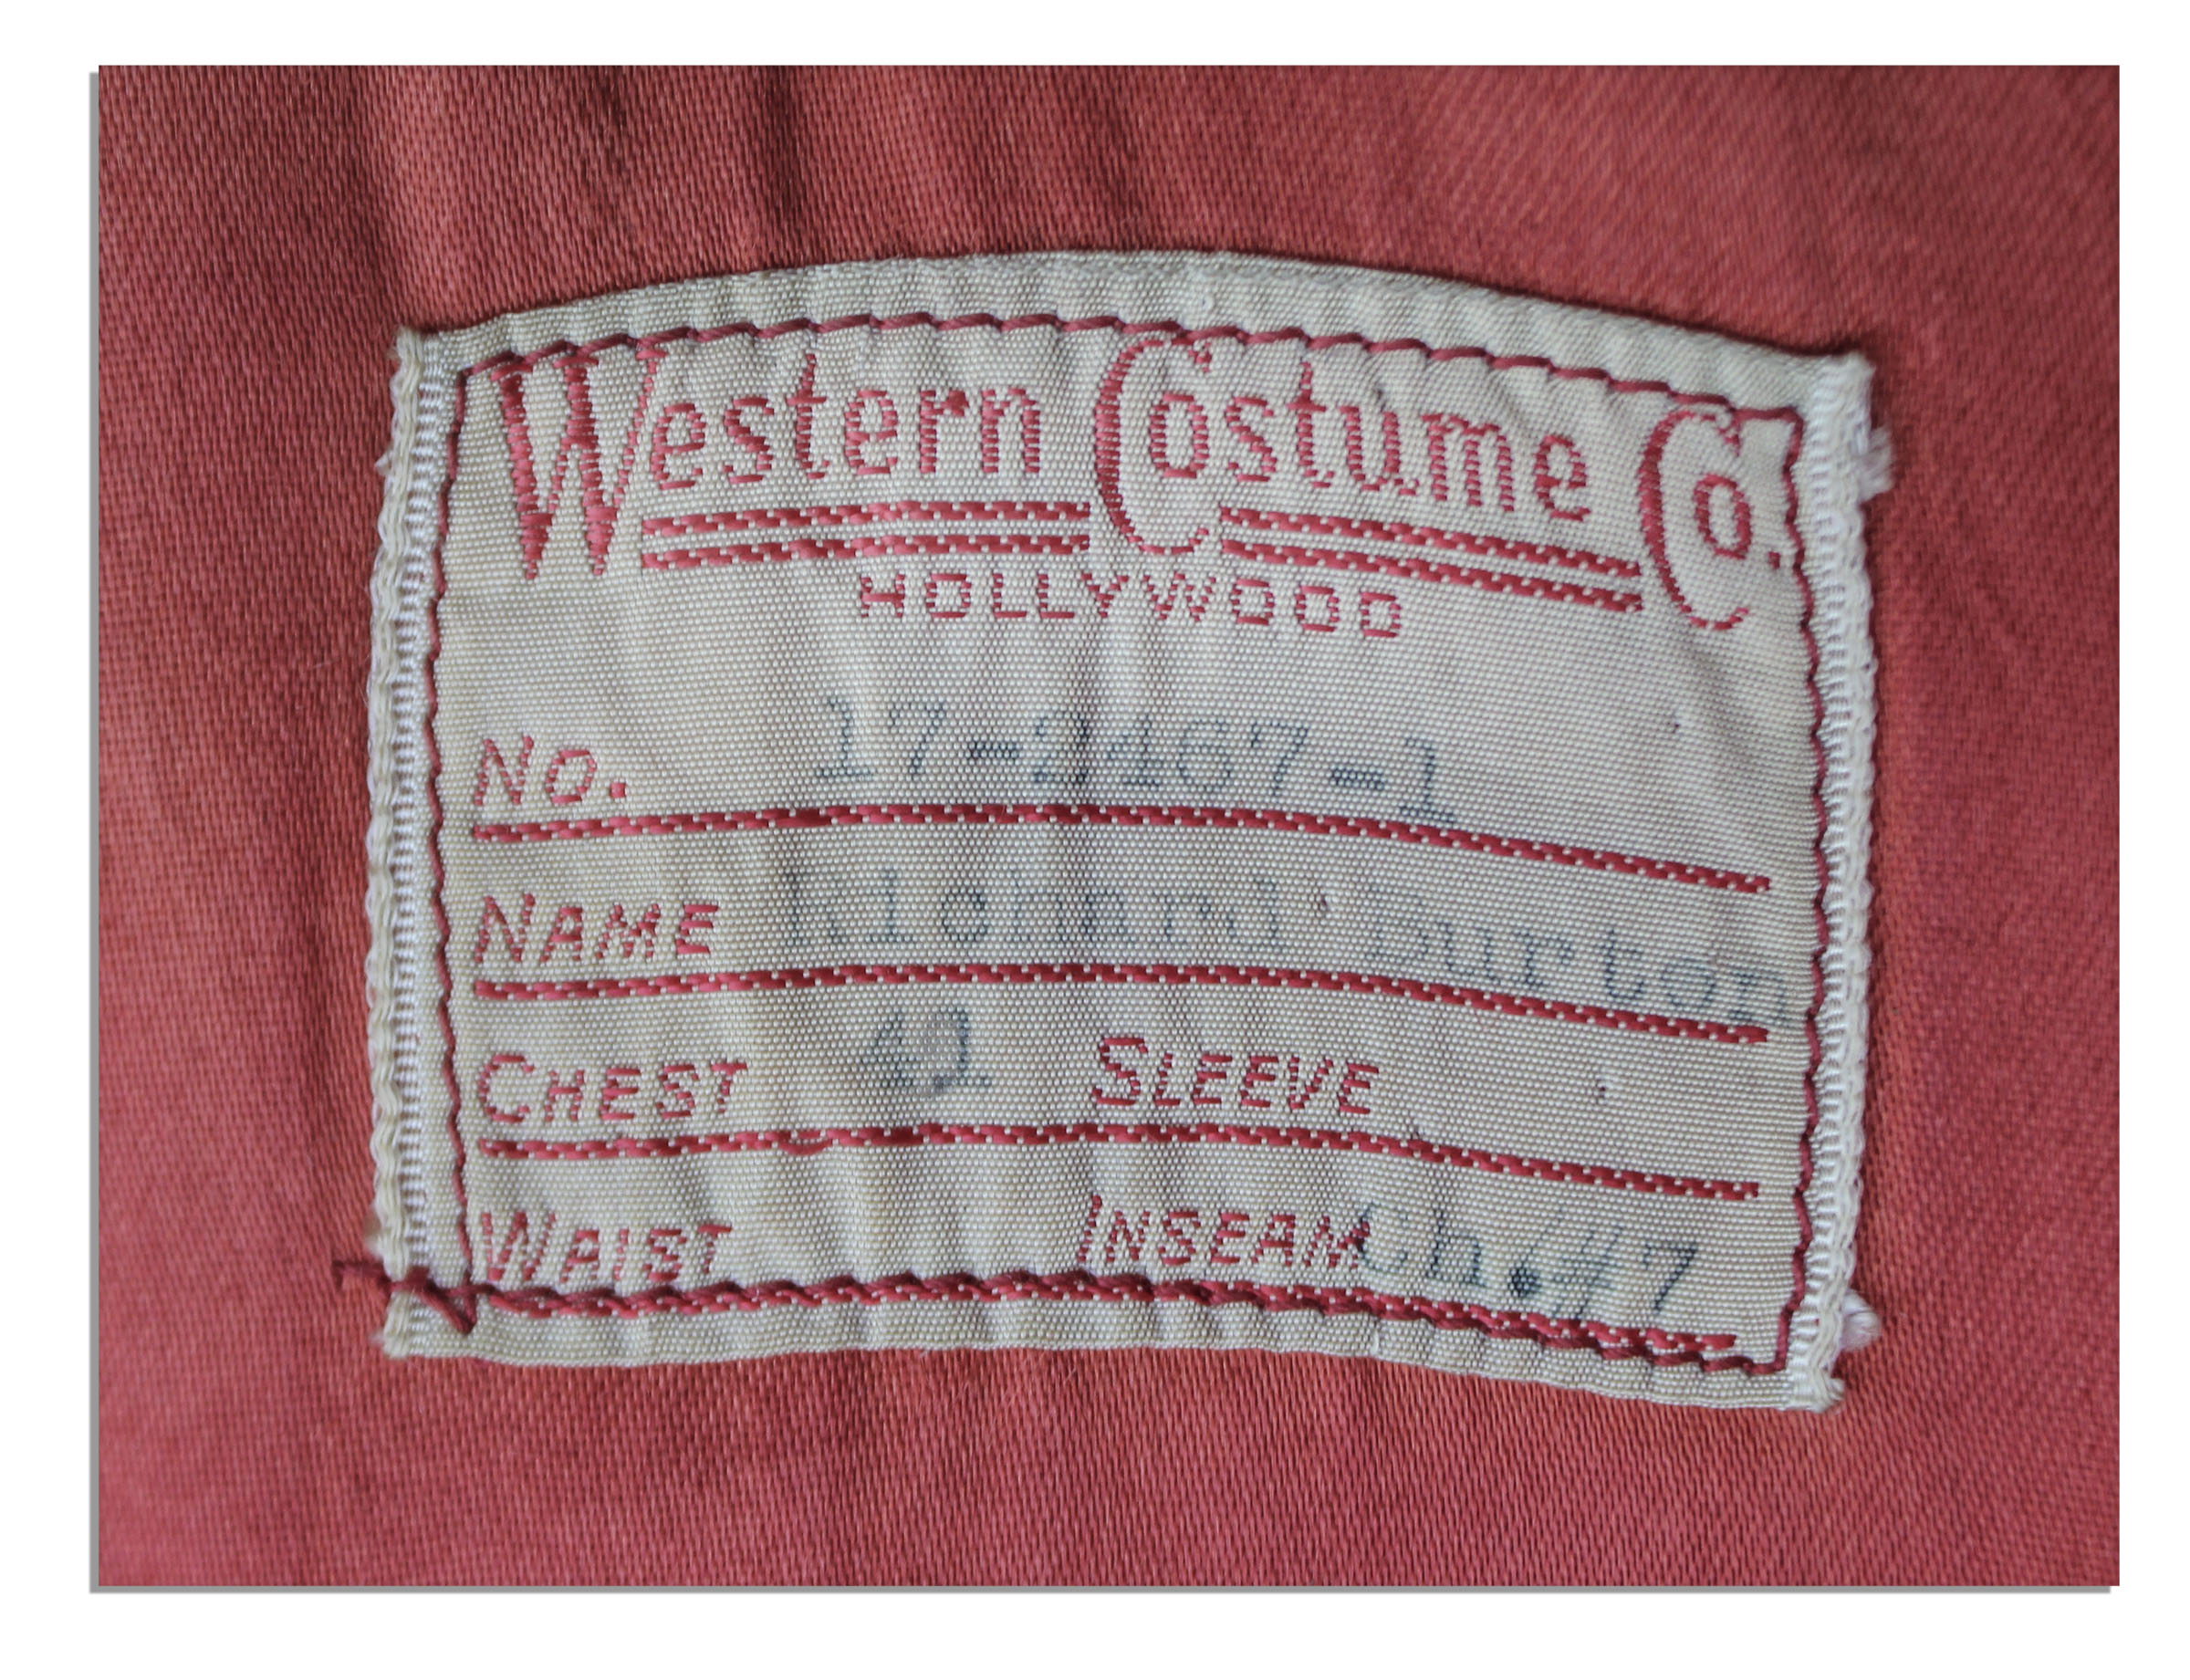 Western Costume Co.
HOLLYWOOD
No. 17-2467-1
NAME Richard Burton
CHEST 42 SLEEVE
WAIST INSEAM Ch.#7